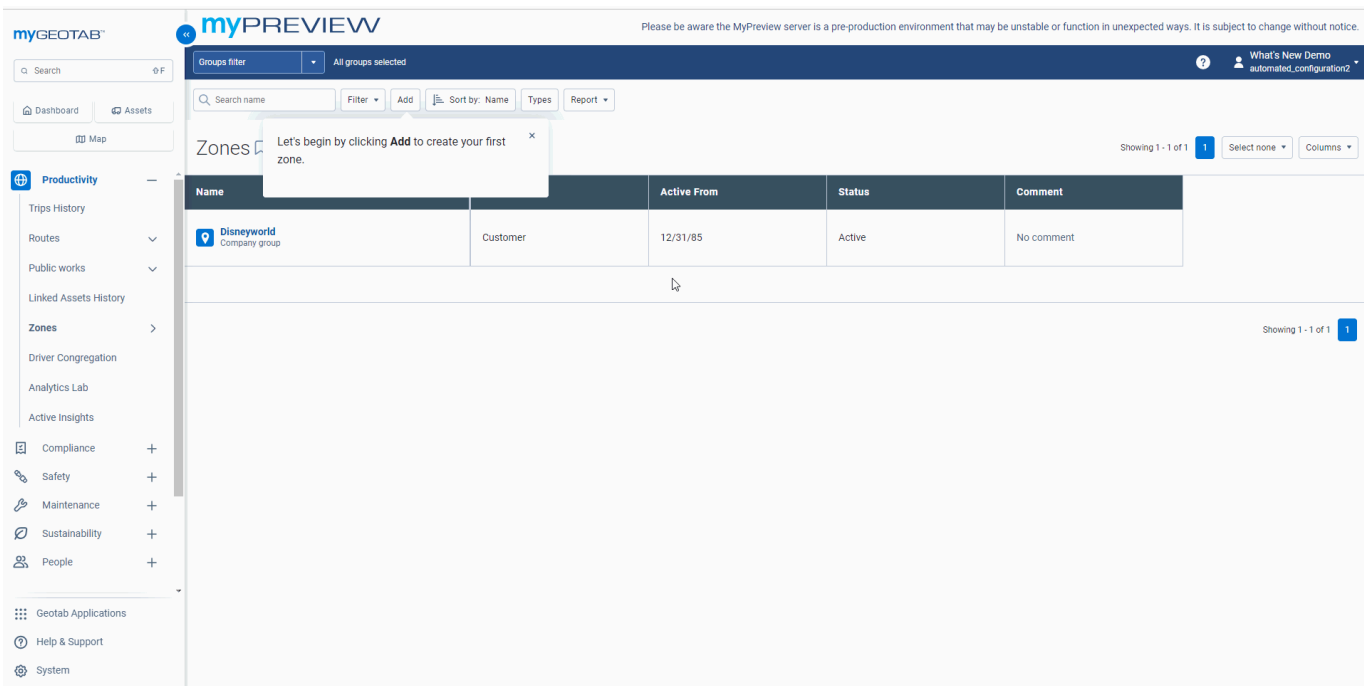 myGEOTAB™
Search
⇧ F
Dashboard
Assets
Map
Productivity
Trips History
Routes
Public works
Linked Assets History
Zones
Driver Congregation
Analytics Lab
Active Insights
Compliance
Safety
Maintenance
Sustainability
People
Geotab Applications
Help & Support
System
myPREVIEW
Please be aware the MyPreview server is a pre-production environment that may be unstable or function in unexpected ways. It is subject to change without notice.
Groups filter
All groups selected
What's New Demo
automated_configuration2
Search name
Filter
Add
Sort by: Name
Types
Report
Zones
Let's begin by clicking Add to create your first
zone.
Showing 1 - 1 of 1
1
Select none
Columns
Name
Active From
Status
Comment
Disneyworld
Company group
Customer
12/31/85
Active
No comment
Showing 1 - 1 of 1
1